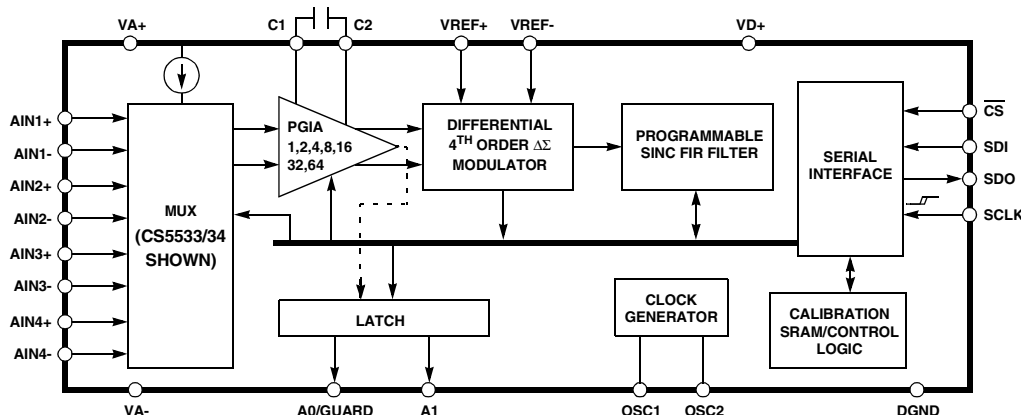 VA+
C1
C2
VREF+
VREF-
VD+
AIN1+
AIN1-
AIN2+
AIN2-
AIN3+
AIN3-
AIN4+
AIN4-
MUX
(CS5533/34
SHOWN)
PGIA
1,2,4,8,16
32,64
DIFFERENTIAL
4TH ORDER ΔΣ
MODULATOR
PROGRAMMABLE
SINC FIR FILTER
SERIAL
INTERFACE
CS
SDI
SDO
SCLK
LATCH
CLOCK
GENERATOR
CALIBRATION
SRAM/CONTROL
LOGIC
VA-
A0/GUARD
A1
OSC1
OSC2
DGND